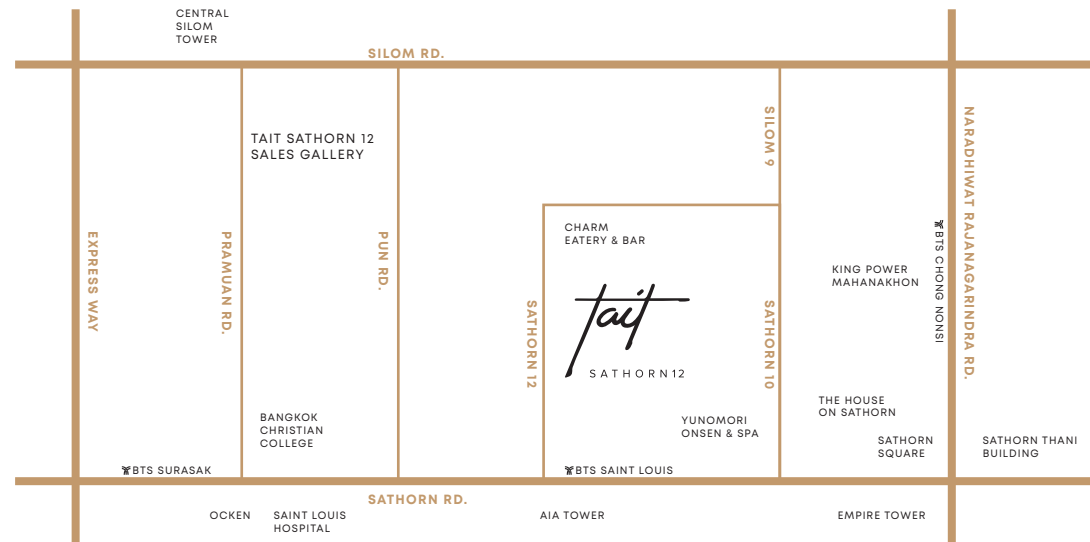 CENTRAL
SILOM
TOWER
SILOM RD.
TAIT SATHORN 12
SALES GALLERY
SILOM 9
NARADHIWAT RAJANAGARINDRA RD.
EXPRESS WAY
PRAMUAN RD.
PUN RD.
CHARM
EATERY & BAR
BTS CHONG NONSI
KING POWER
MAHANAKHON
tait
SATHORN12
SATHORN 12
SATHORN 10
THE HOUSE
ON SATHORN
BANGKOK
CHRISTIAN
COLLEGE
YUNOMORI
ONSEN & SPA
SATHORN
SQUARE
SATHORN THANI
BUILDING
BTS SURASAK
BTS SAINT LOUIS
SATHORN RD.
OCKEN
SAINT LOUIS
HOSPITAL
AIA TOWER
EMPIRE TOWER